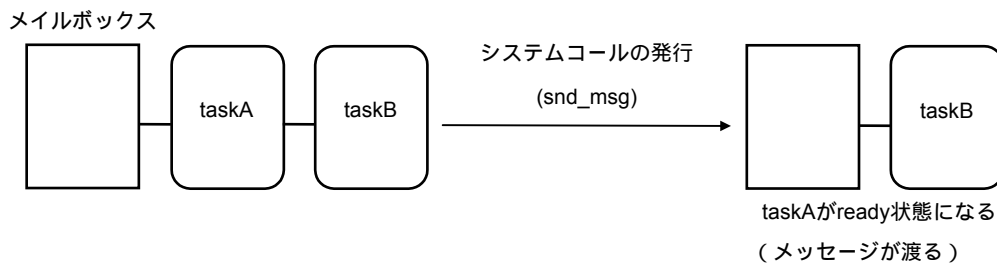 メイルボックス
taskA
taskB
システムコールの発行
(snd_msg)
taskB
taskAがready状態になる
(メッセージが渡る)